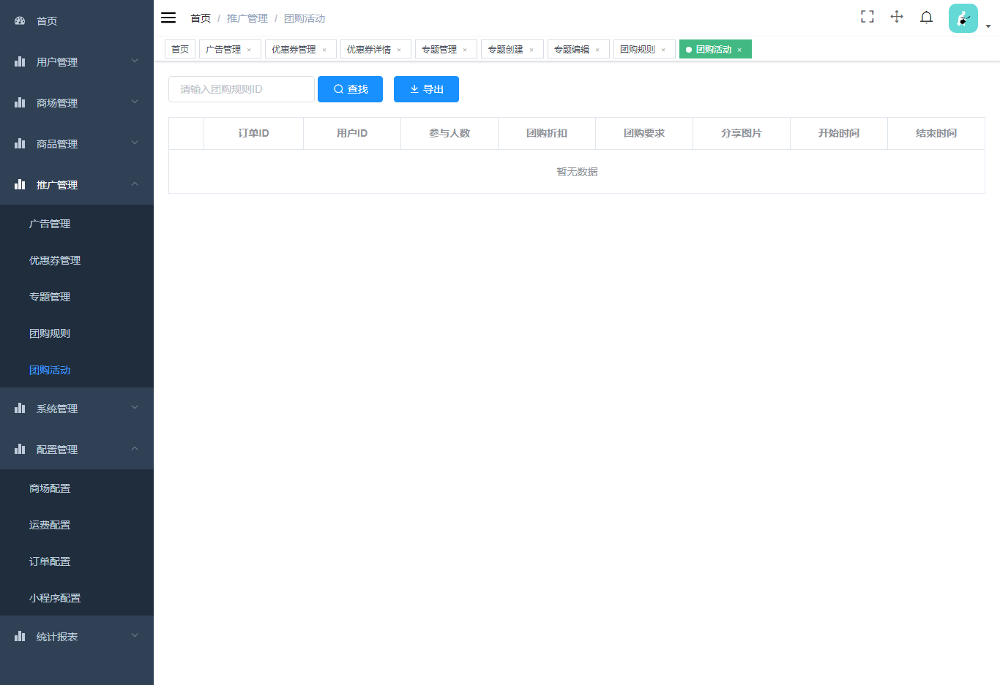 首页
用户管理
商场管理
商品管理
推广管理
广告管理
优惠券管理
专题管理
团购规则
团购活动
系统管理
配置管理
商场配置
运费配置
订单配置
小程序配置
统计报表
首页 / 推广管理 / 团购活动
首页 广告管理 × 优惠券管理 × 优惠券详情 × 专题管理 × 专题创建 × 专题编辑 × 团购规则 × 团购活动 ×
请输入团购规则ID 查找 导出
订单ID 用户ID 参与人数 团购折扣 团购要求 分享图片 开始时间 结束时间
暂无数据